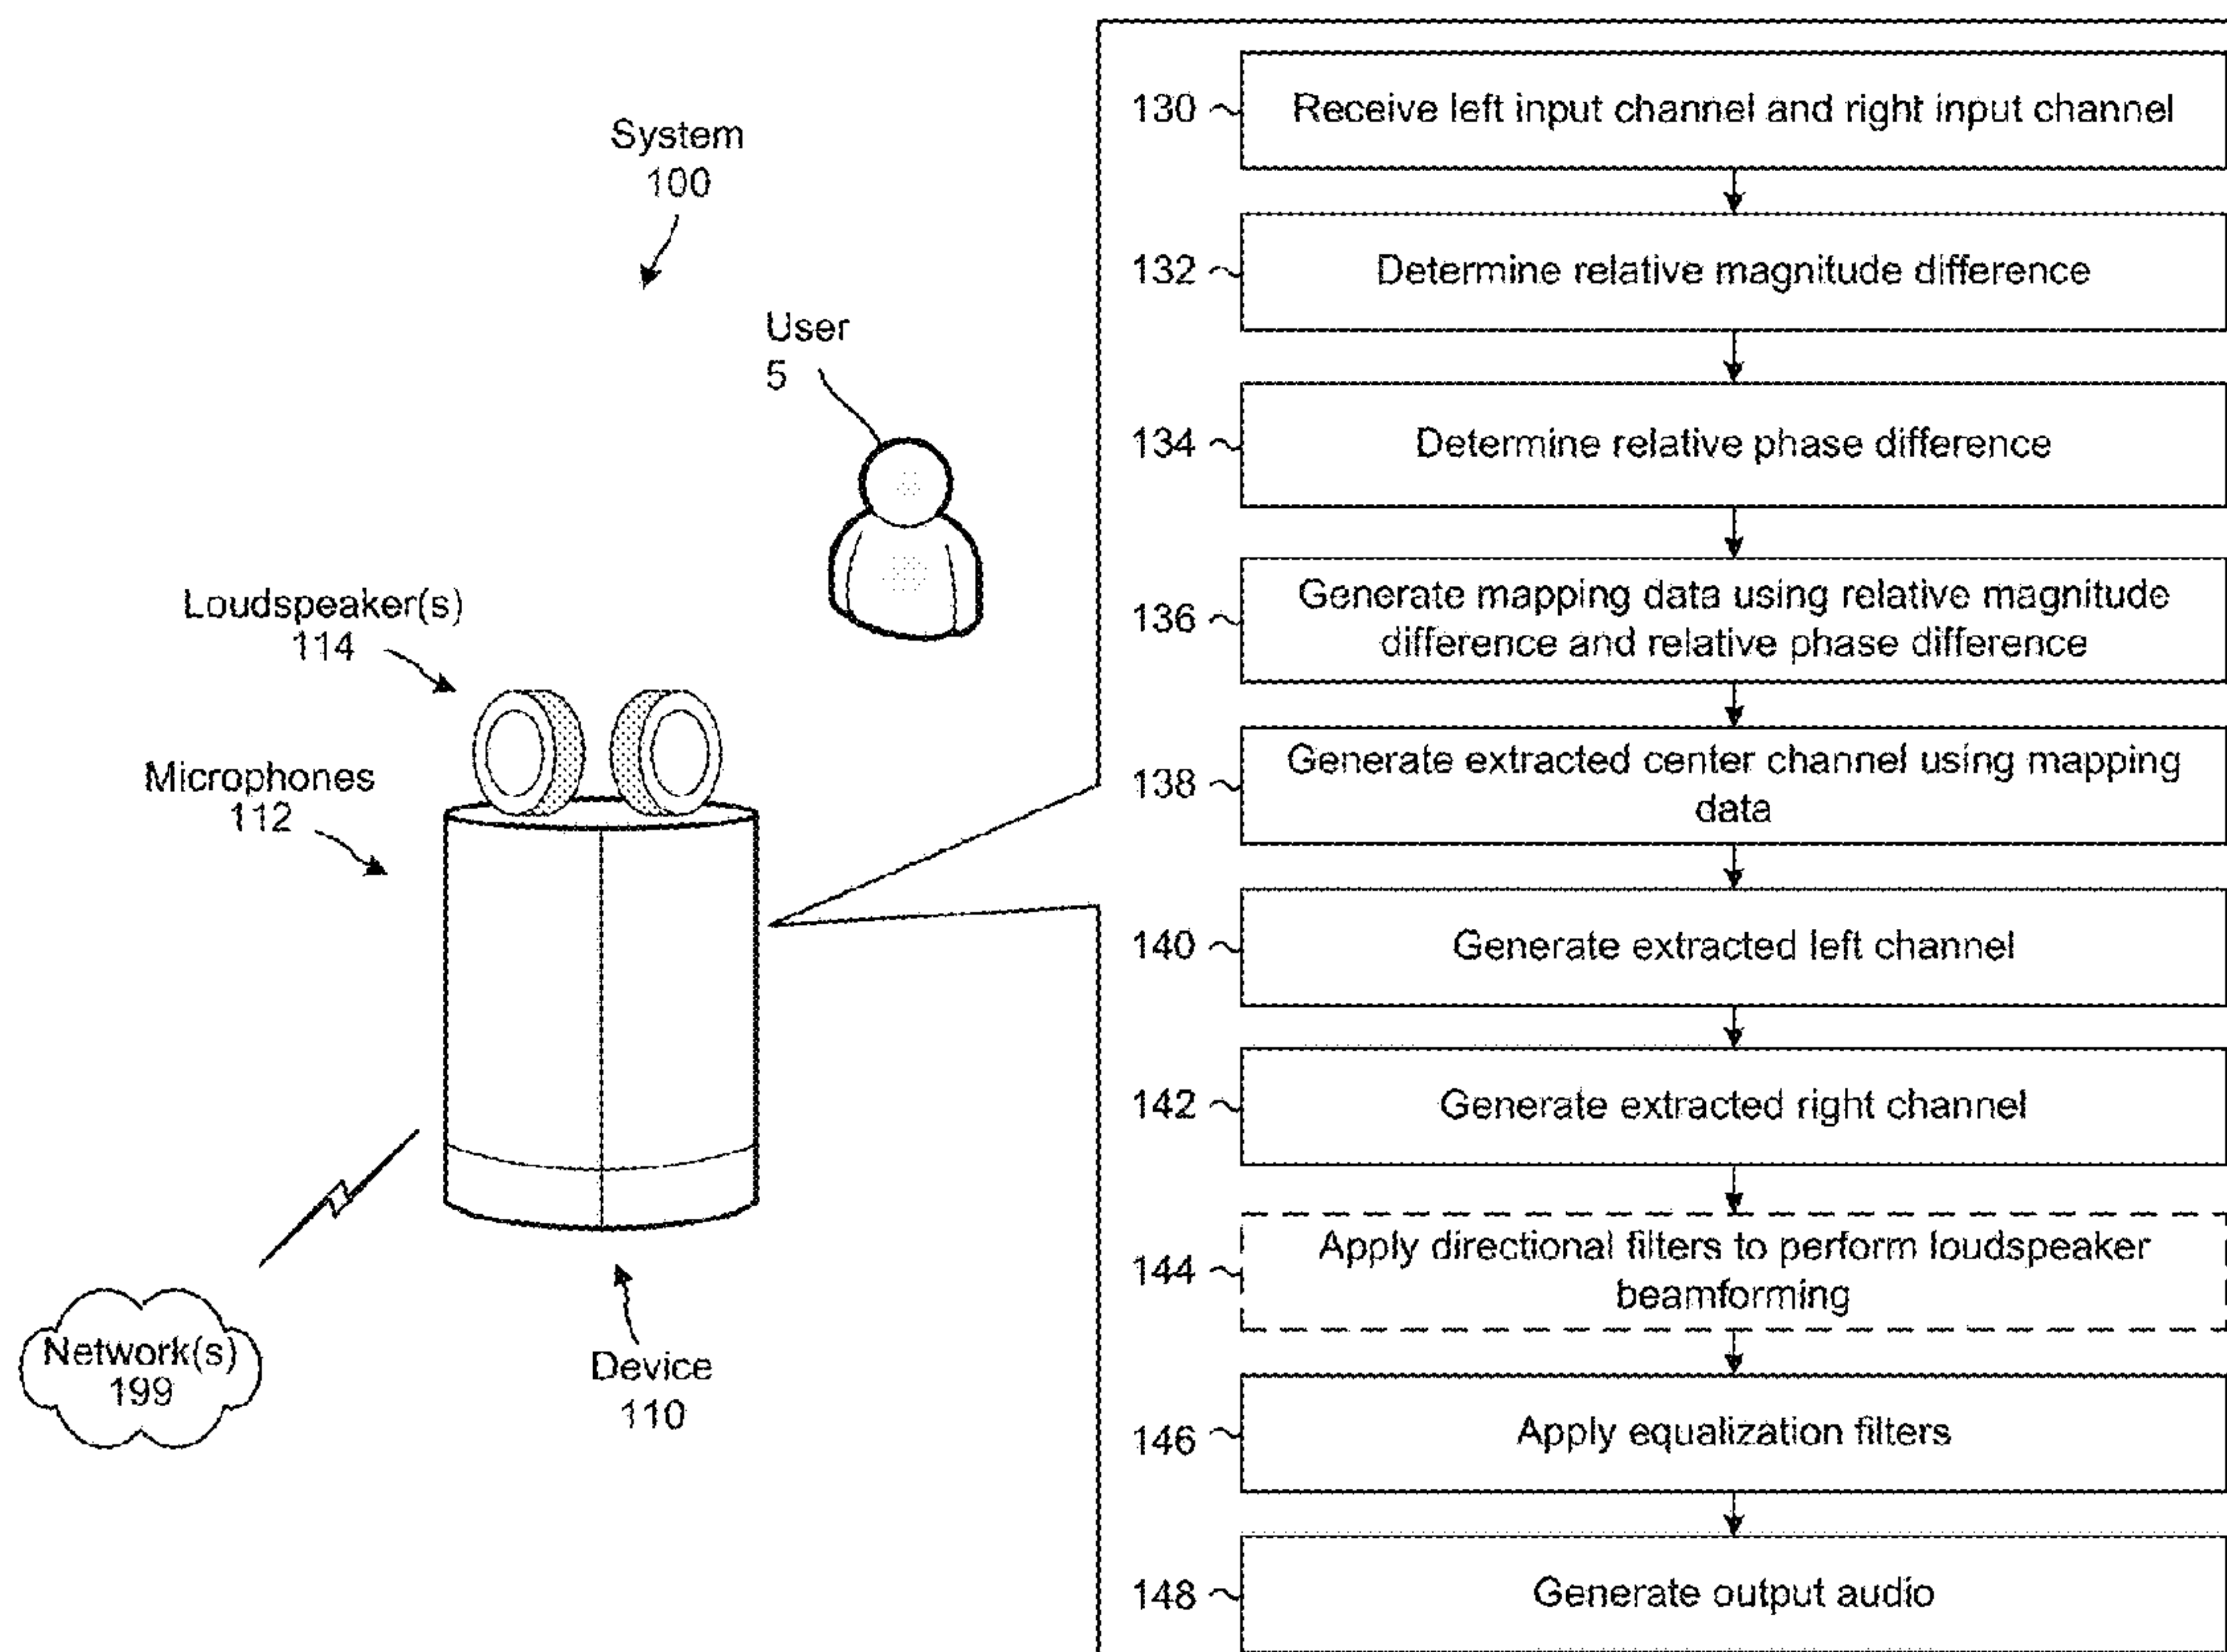 System
100
User
5
Loudspeaker(s)
114
Microphones
112
Network(s)
199
Device
110
130
Receive left input channel and right input channel
132
Determine relative magnitude difference
134
Determine relative phase difference
136
Generate mapping data using relative magnitude
difference and relative phase difference
138
Generate extracted center channel using mapping
data
140
Generate extracted left channel
142
Generate extracted right channel
144
Apply directional filters to perform loudspeaker
beamforming
146
Apply equalization filters
148
Generate output audio